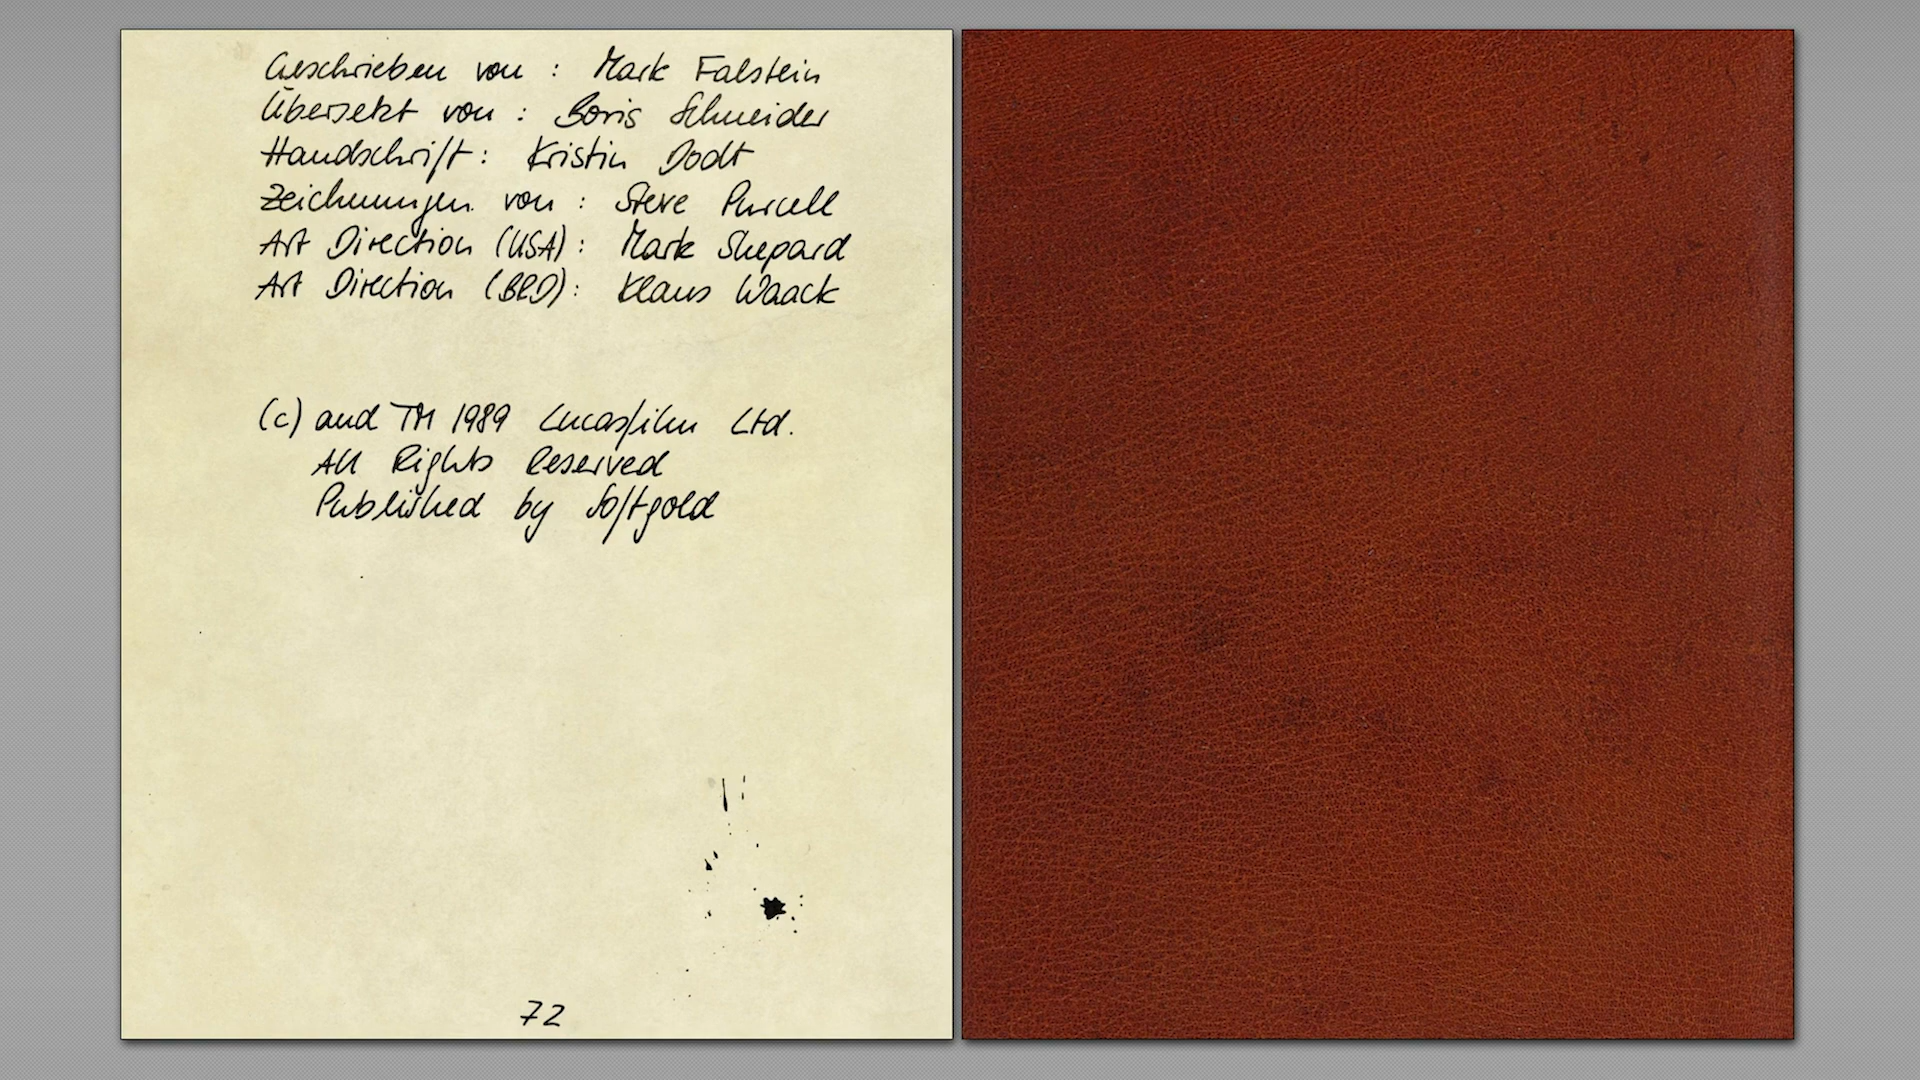 Geschrieben von : Mark Falstein
Übersetzt von : Boris Schneider
Handschrift : Kristin Dodt
Zeichnungen von : Steve Purcell
Art Direction (USA) : Mark Shepard
Art Direction (BRD) : Klaus Waack
(c) and TM 1989 Lucasfilm Ltd.
All Rights Reserved
Published by Softgold
72